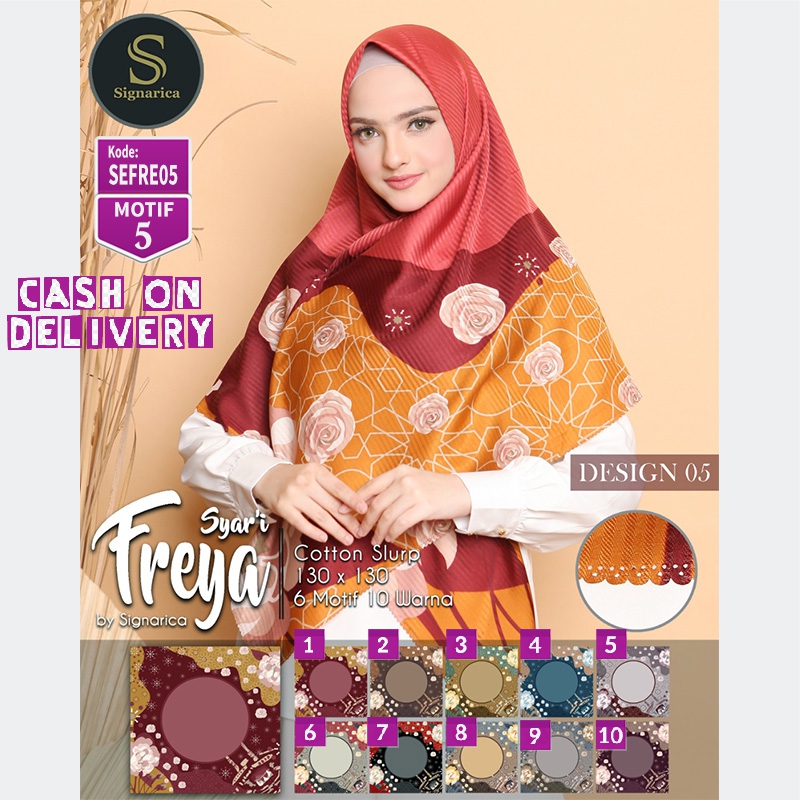 S
Signarica
Kode:
SEFRE05
MOTIF
5
CASH ON
DELIVERY
DESIGN 05
Syar'i
Freya
by Signarica
Cotton Slurp
130 x 130
6 Motif 10 Warna
1 2 3 4 5
6 7 8 9 10